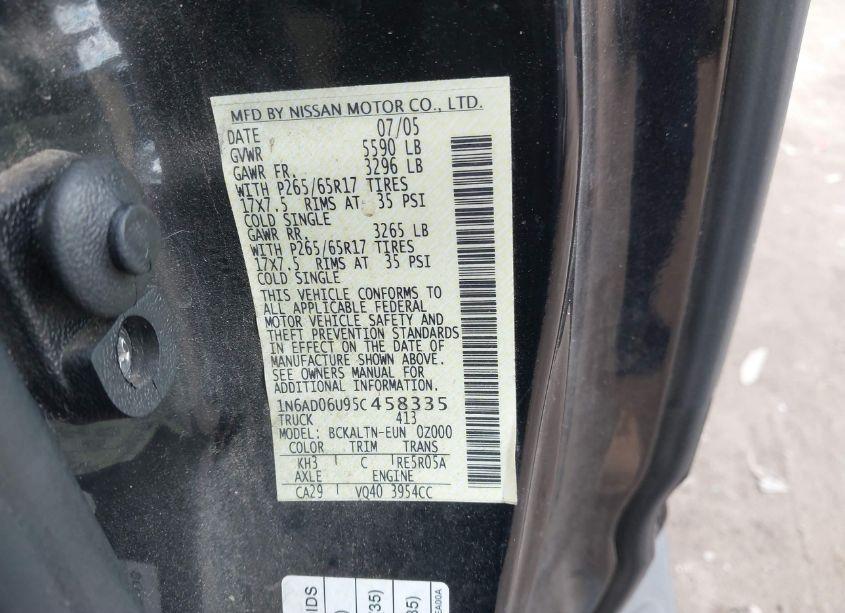 MFD BY NISSAN MOTOR CO., LTD.
DATE 07/05
GVWR 5590 LB
GAWR FR. 3296 LB
WITH P265/65R17 TIRES
17X7.5 RIMS AT 35 PSI
COLD SINGLE
GAWR RR. 3265 LB
WITH P265/65R17 TIRES
17X7.5 RIMS AT 35 PSI
COLD SINGLE
THIS VEHICLE CONFORMS TO
ALL APPLICABLE FEDERAL
MOTOR VEHICLE SAFETY AND
THEFT PREVENTION STANDARDS
IN EFFECT ON THE DATE OF
MANUFACTURE SHOWN ABOVE.
SEE OWNERS MANUAL FOR
ADDITIONAL INFORMATION.
1N6AD06U95C458335
TRUCK 413
MODEL: BCKALTN-EUN 0Z000
COLOR TRIM TRANS
KH3 C RE5R05A
AXLE ENGINE
CA29 VQ40 3954CC
IDS
35)
35)
EA00A